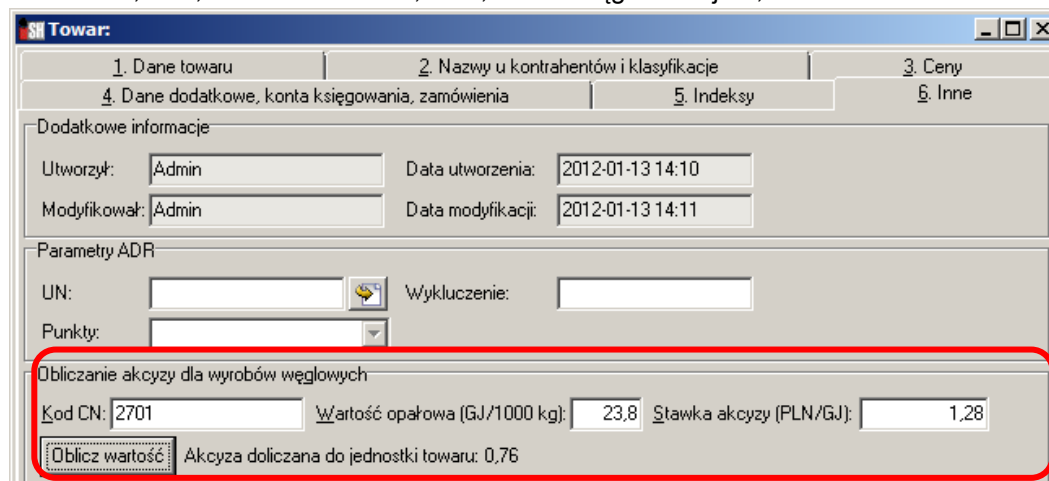 SH Towar:
1. Dane towaru 2. Nazwy u kontrahentów i klasyfikacje 3. Ceny
4. Dane dodatkowe, konta księgowania, zamówienia 5. Indeksy 6. Inne
Dodatkowe informacje
Utworzył: Admin Data utworzenia: 2012-01-13 14:10
Modyfikował: Admin Data modyfikacji: 2012-01-13 14:11
Parametry ADR
UN: Wykluczenie:
Punkty:
Obliczanie akcyzy dla wyrobów węglowych
Kod CN: 2701 Wartość opałowa (GJ/1000 kg): 23,8 Stawka akcyzy (PLN/GJ): 1,28
Oblicz wartość Akcyza doliczana do jednostki towaru: 0,76